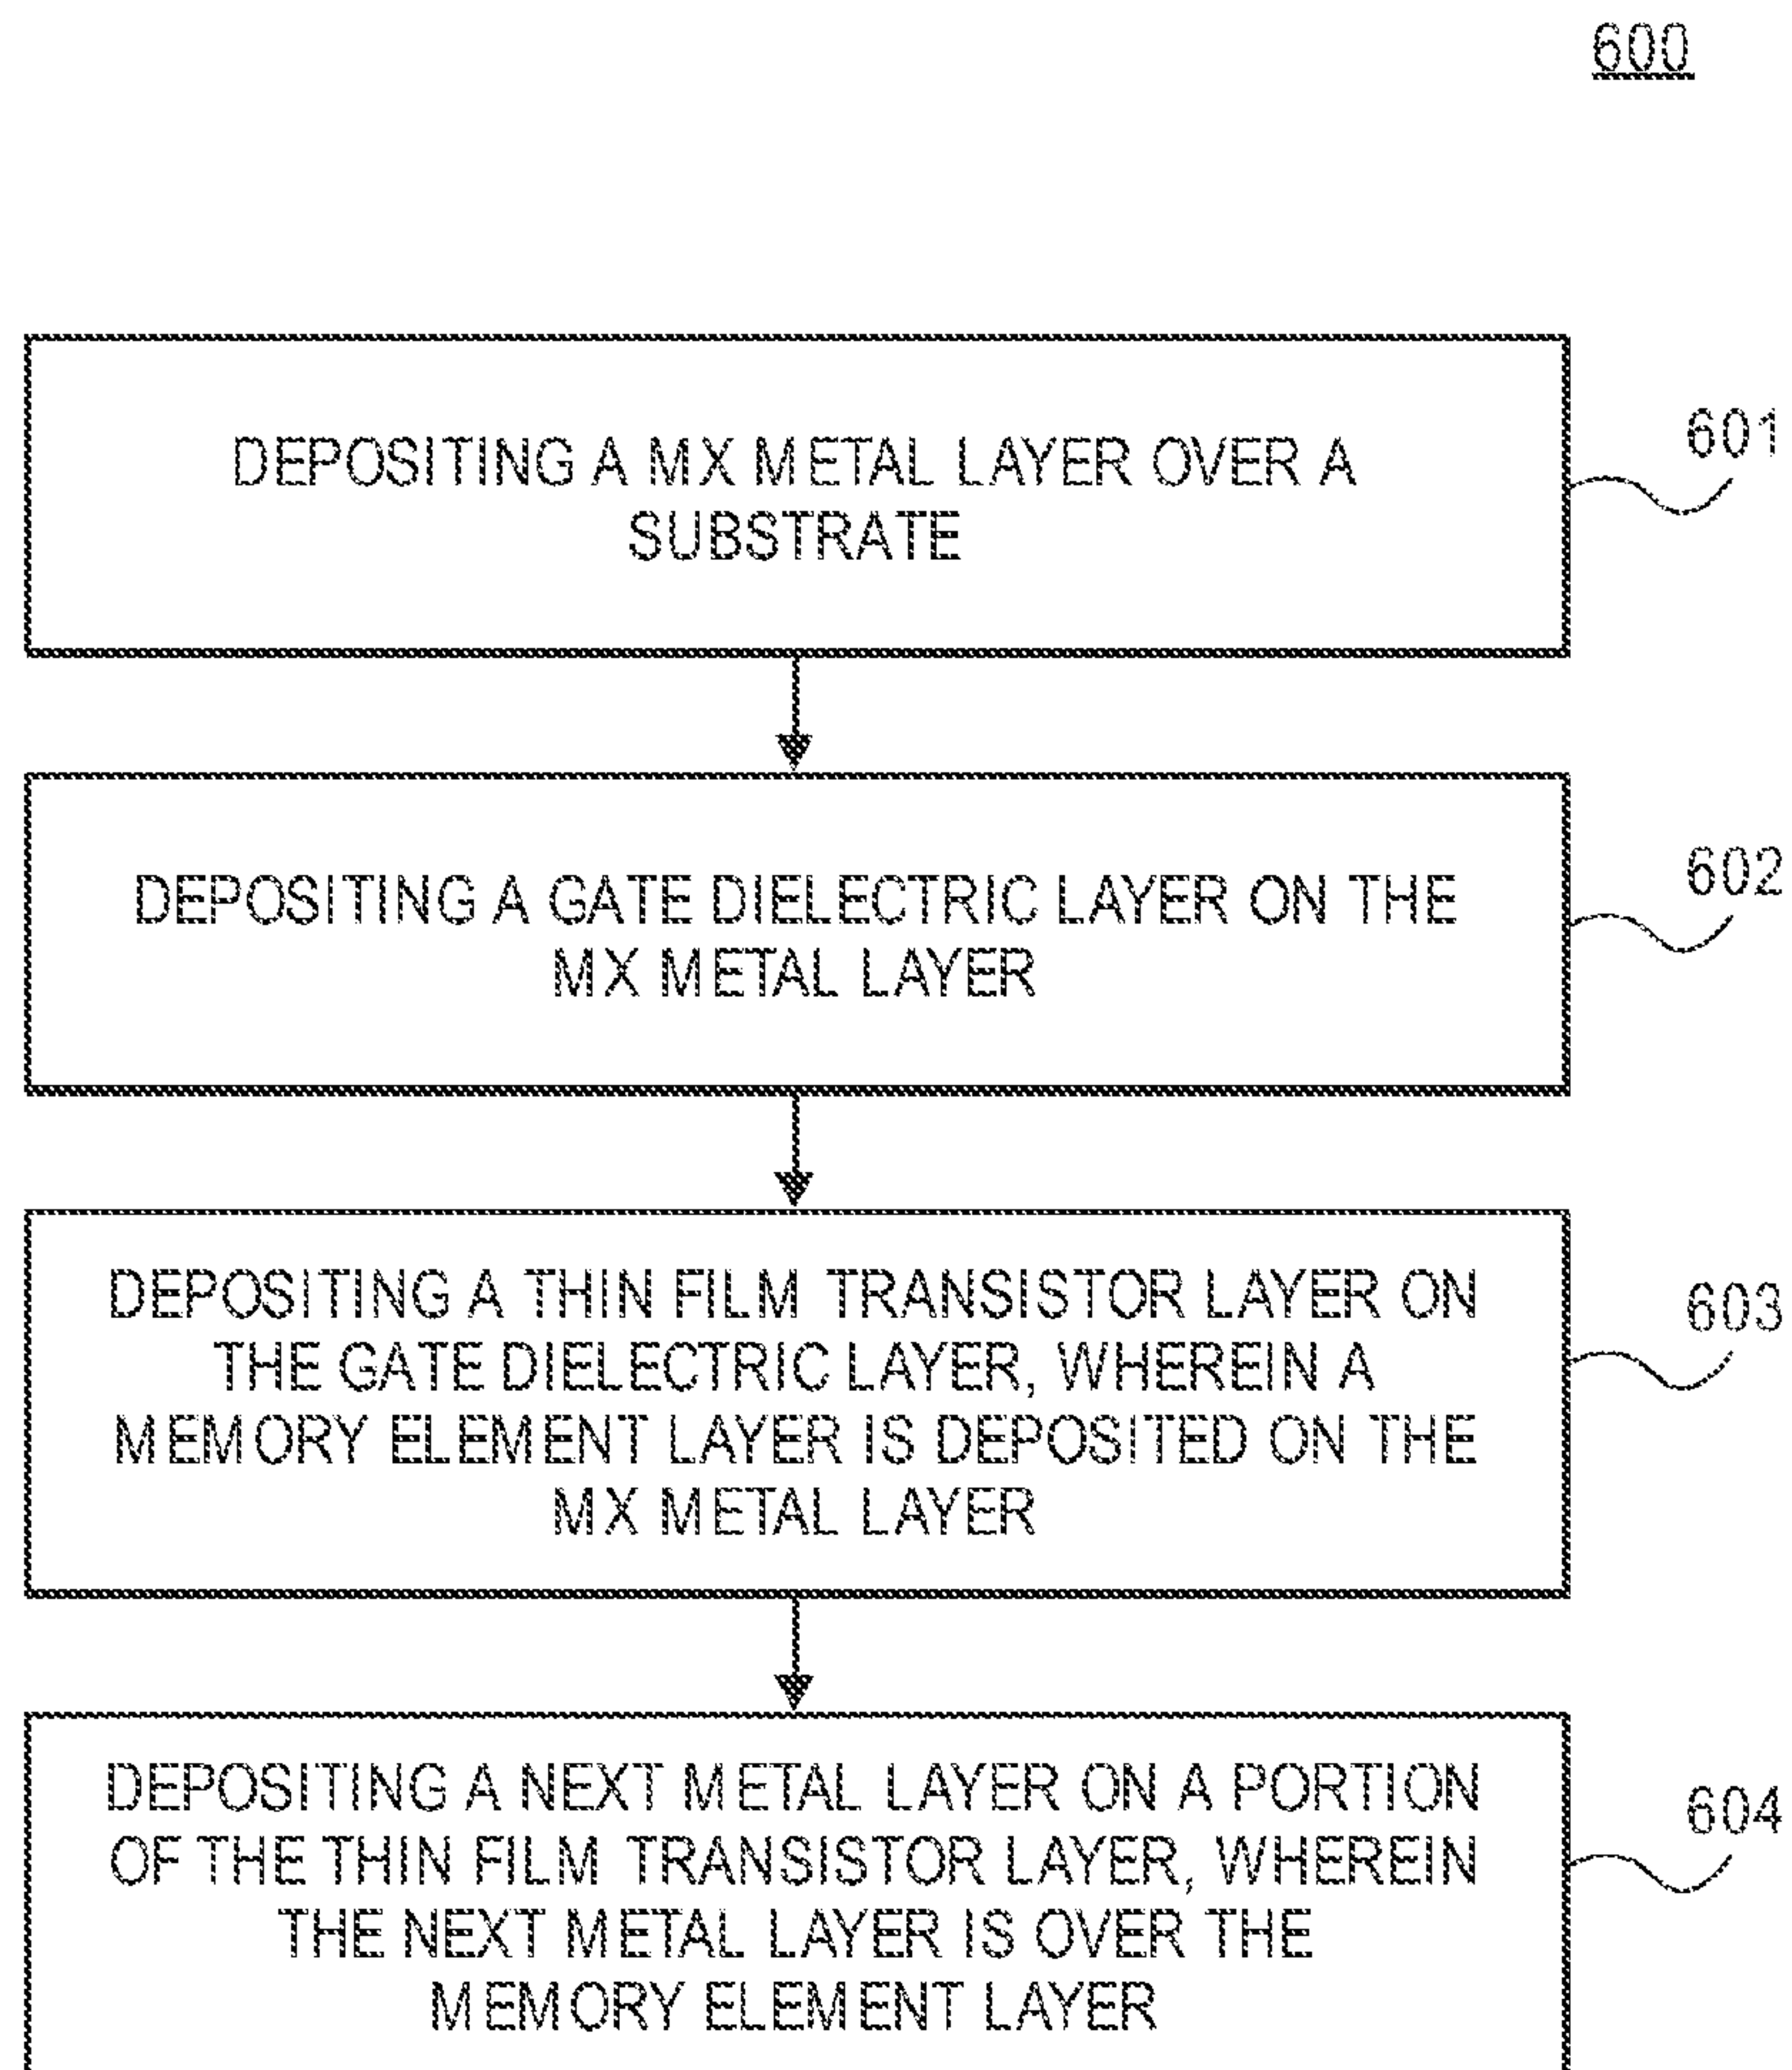 600
DEPOSITING A MX METAL LAYER OVER A
SUBSTRATE
601
DEPOSITING A GATE DIELECTRIC LAYER ON THE
MX METAL LAYER
602
DEPOSITING A THIN FILM TRANSISTOR LAYER ON
THE GATE DIELECTRIC LAYER, WHEREIN A
MEMORY ELEMENT LAYER IS DEPOSITED ON THE
MX METAL LAYER
603
DEPOSITING A NEXT METAL LAYER ON A PORTION
OF THE THIN FILM TRANSISTOR LAYER, WHEREIN
THE NEXT METAL LAYER IS OVER THE
MEMORY ELEMENT LAYER
604